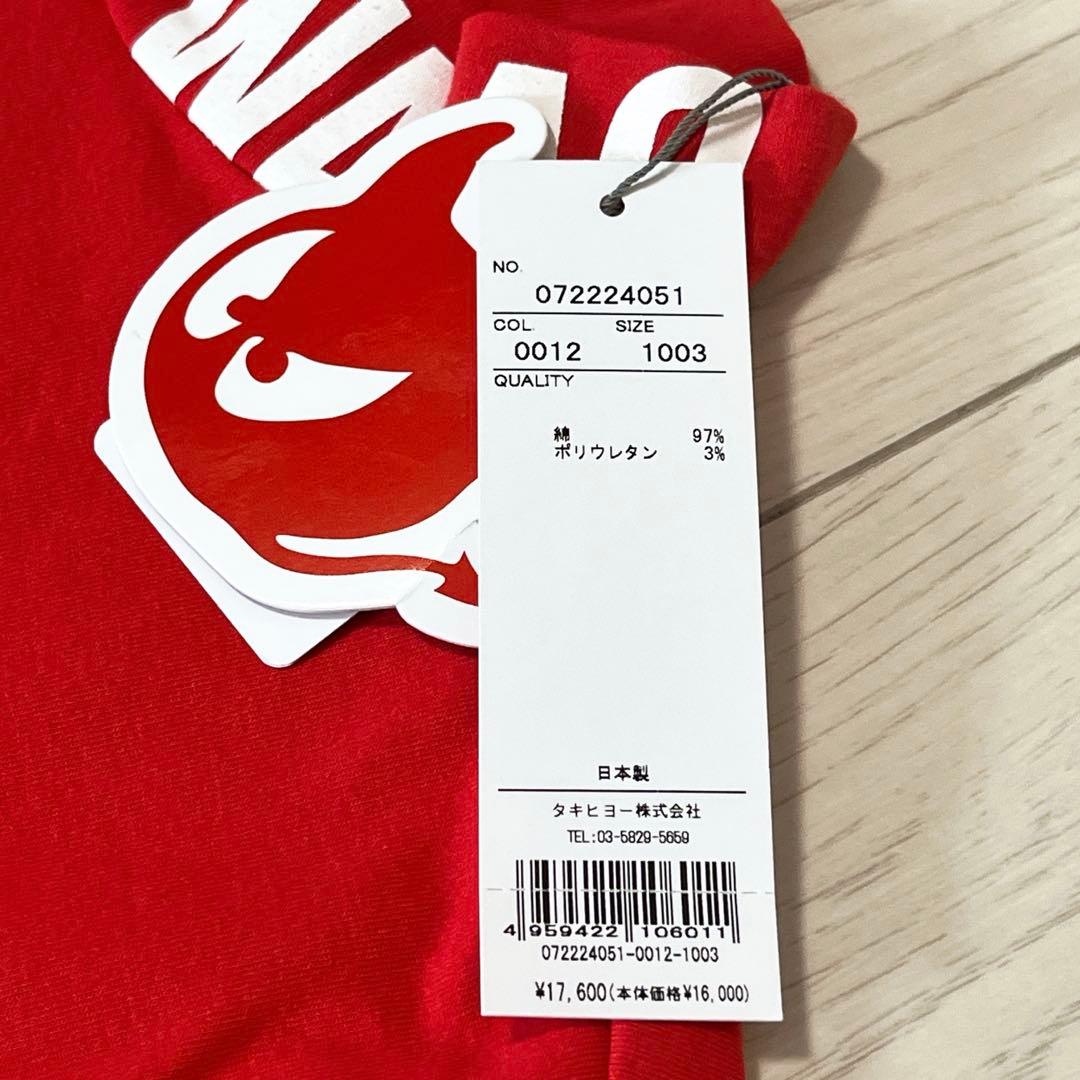 NO.
072224051
COL. SIZE
0012 1003
QUALITY
綿 97%
ポリウレタン 3%
日本製
タキヒヨー株式会社
TEL:03-5829-5659
4 959422 106011
072224051-0012-1003
¥17,600(本体価格¥16,000)